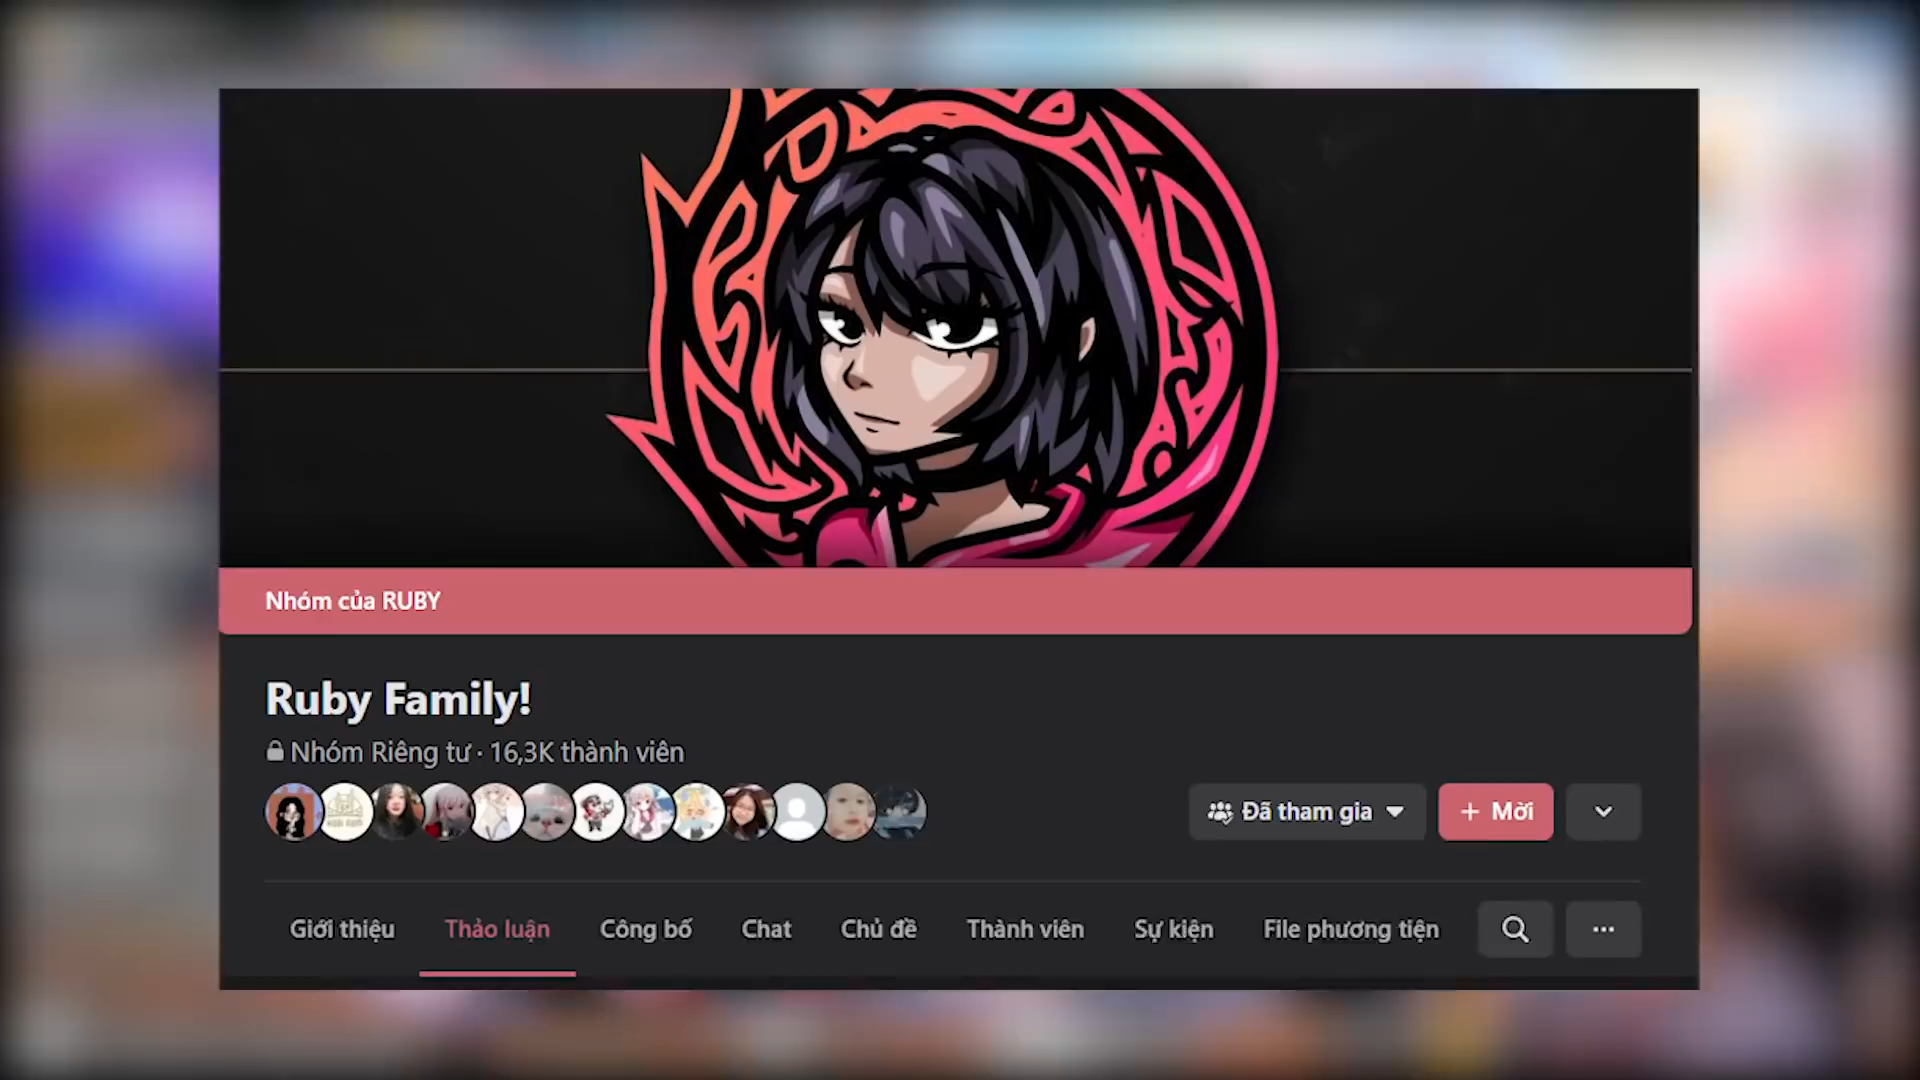 Nhóm của RUBY
Ruby Family!
Nhóm Riêng tư · 16,3K thành viên
Đã tham gia
+ Mời
Giới thiệu
Thảo luận
Công bố
Chat
Chủ đề
Thành viên
Sự kiện
File phương tiện